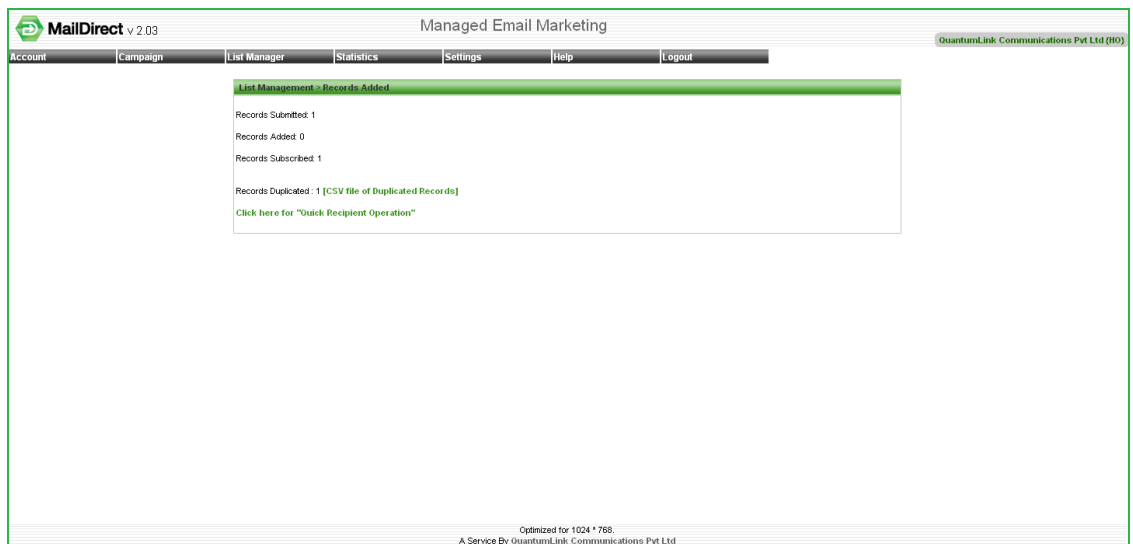 MailDirect v 2.03
Managed Email Marketing
QuantumLink Communications Pvt Ltd (HO)
Account Campaign List Manager Statistics Settings Help Logout
List Management > Records Added
Records Submitted: 1
Records Added: 0
Records Subscribed: 1
Records Duplicated : 1 [CSV file of Duplicated Records]
Click here for "Quick Recipient Operation"
Optimized for 1024 * 768.
A Service By QuantumLink Communications Pvt Ltd